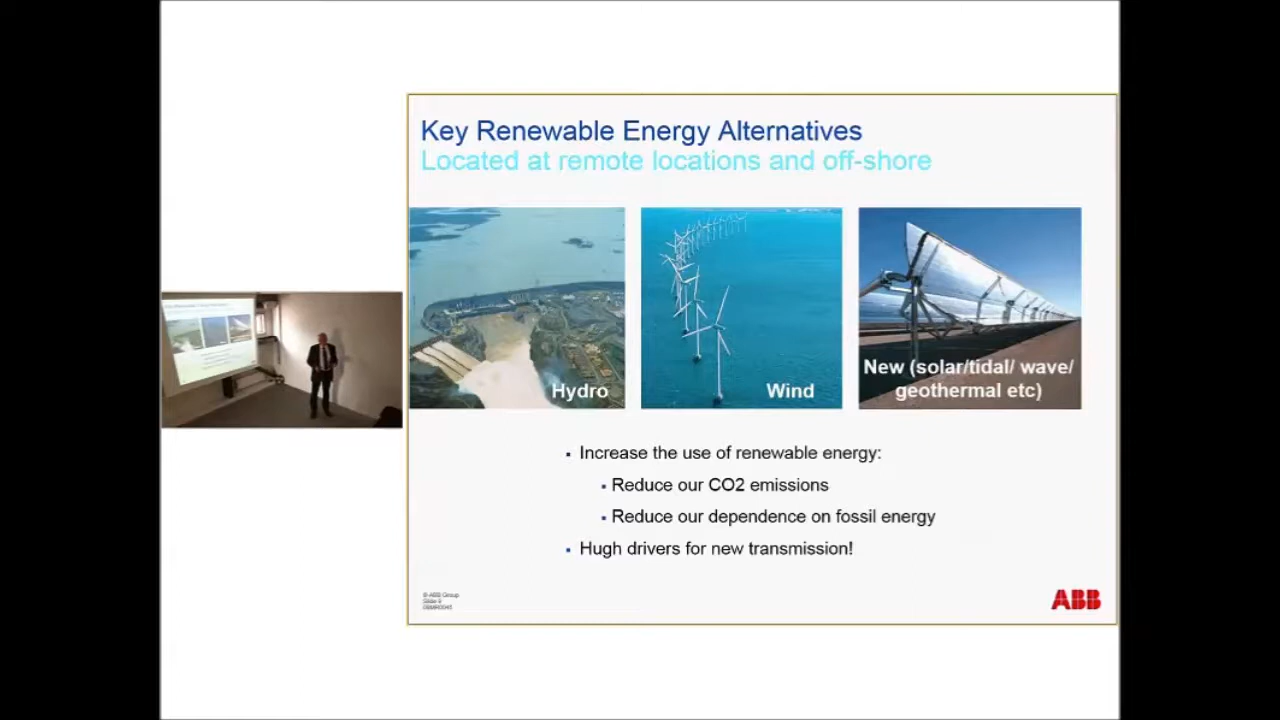 Key Renewable Energy Alternatives
Located at remote locations and off-shore
Hydro
Wind
New (solar/tidal/ wave/
geothermal etc)
Increase the use of renewable energy:
Reduce our CO2 emissions
Reduce our dependence on fossil energy
Hugh drivers for new transmission!
© ABB Group
ABB